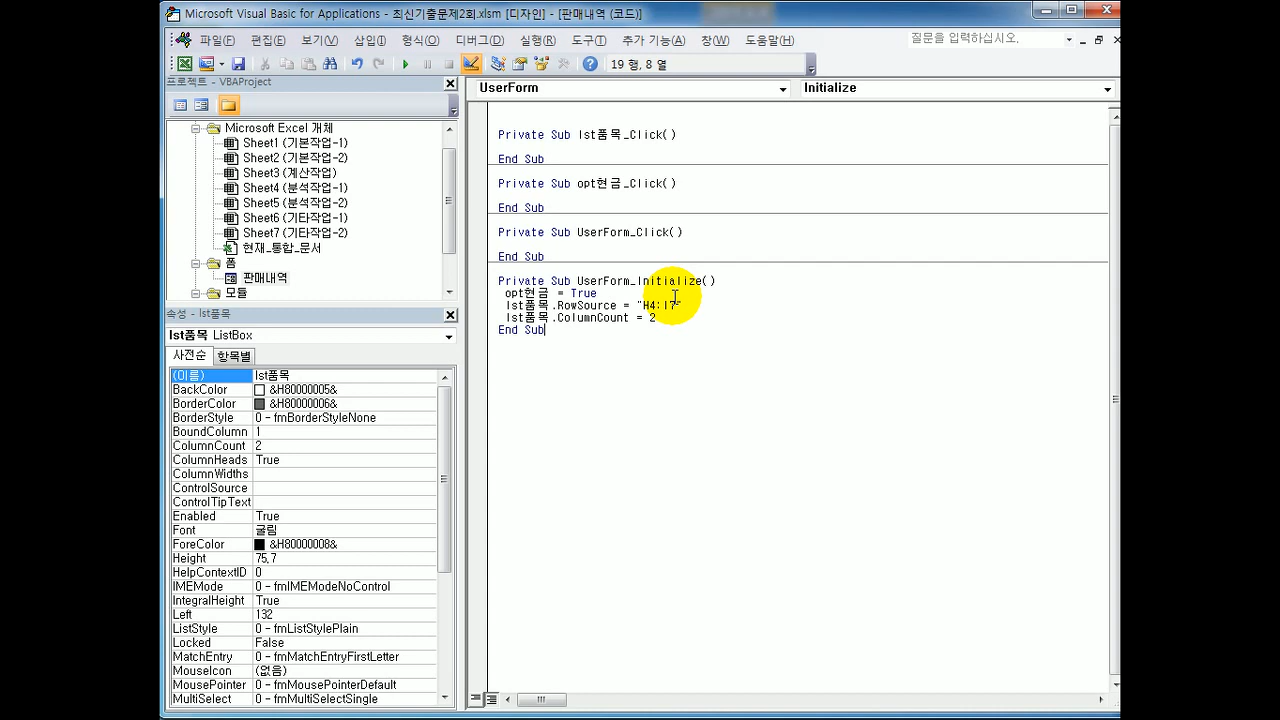 Microsoft Visual Basic for Applications - 최신기출문제2회.xlsm [디자인] - [판매내역 (코드)]
파일(F) 편집(E) 보기(V) 삽입(I) 형식(O) 디버그(D) 실행(R) 도구(T) 추가 기능(A) 창(W) 도움말(H) 질문을 입력하십시오.
19 행, 8 열
프로젝트 - VBAProject
Microsoft Excel 개체
Sheet1 (기본작업-1)
Sheet2 (기본작업-2)
Sheet3 (계산작업)
Sheet4 (분석작업-1)
Sheet5 (분석작업-2)
Sheet6 (기타작업-1)
Sheet7 (기타작업-2)
현재_통합_문서
폼
판매내역
모듈
속성 - lst품목
lst품목 ListBox
사전순 항목별
(이름) lst품목
BackColor &H80000005&
BorderColor &H80000006&
BorderStyle 0 - fmBorderStyleNone
BoundColumn 1
ColumnCount 2
ColumnHeads True
ColumnWidths
ControlSource
ControlTipText
Enabled True
Font 굴림
ForeColor &H80000008&
Height 75,7
HelpContextID 0
IMEMode 0 - fmIMEModeNoControl
IntegralHeight True
Left 132
ListStyle 0 - fmListStylePlain
Locked False
MatchEntry 0 - fmMatchEntryFirstLetter
MouseIcon (없음)
MousePointer 0 - fmMousePointerDefault
MultiSelect 0 - fmMultiSelectSingle
UserForm Initialize
Private Sub lst품목_Click()
End Sub
Private Sub opt현금_Click()
End Sub
Private Sub UserForm_Click()
End Sub
Private Sub UserForm_Initialize()
opt현금 = True
lst품목.RowSource = "H4:I7"
lst품목.ColumnCount = 2
End Sub